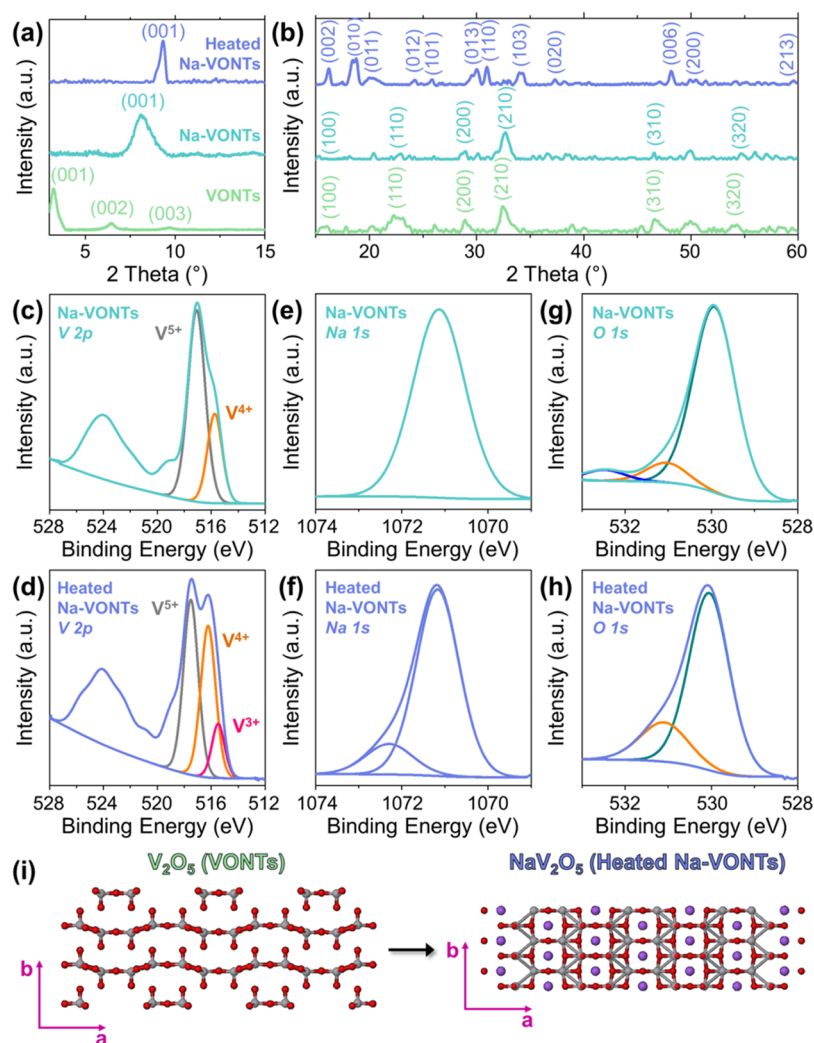 (a)
(001)
Heated
Na-VONTs
(001)
Na-VONTs
(001)
(002)
(003)
VONTs
Intensity (a.u.)
5
10
15
2 Theta (°)
(b)
(002)
(010)
(011)
(012)
(101)
(013)
(110)
(103)
(020)
(006)
(200)
(213)
(100)
(110)
(200)
(210)
(310)
(320)
(100)
(110)
(200)
(210)
(310)
(320)
Intensity (a.u.)
20
30
40
50
60
2 Theta (°)
(c)
Na-VONTs
V 2p
V5+
V4+
Intensity (a.u.)
528
524
520
516
512
Binding Energy (eV)
(e)
Na-VONTs
Na 1s
Intensity (a.u.)
1074
1072
1070
Binding Energy (eV)
(g)
Na-VONTs
O 1s
Intensity (a.u.)
532
530
528
Binding Energy (eV)
(d)
Heated
Na-VONTs
V 2p
V5+
V4+
V3+
Intensity (a.u.)
528
524
520
516
512
Binding Energy (eV)
(f)
Heated
Na-VONTs
Na 1s
Intensity (a.u.)
1074
1072
1070
Binding Energy (eV)
(h)
Heated
Na-VONTs
O 1s
Intensity (a.u.)
532
530
528
Binding Energy (eV)
(i)
V2O5 (VONTs)
NaV2O5 (Heated Na-VONTs)
b
a
b
a